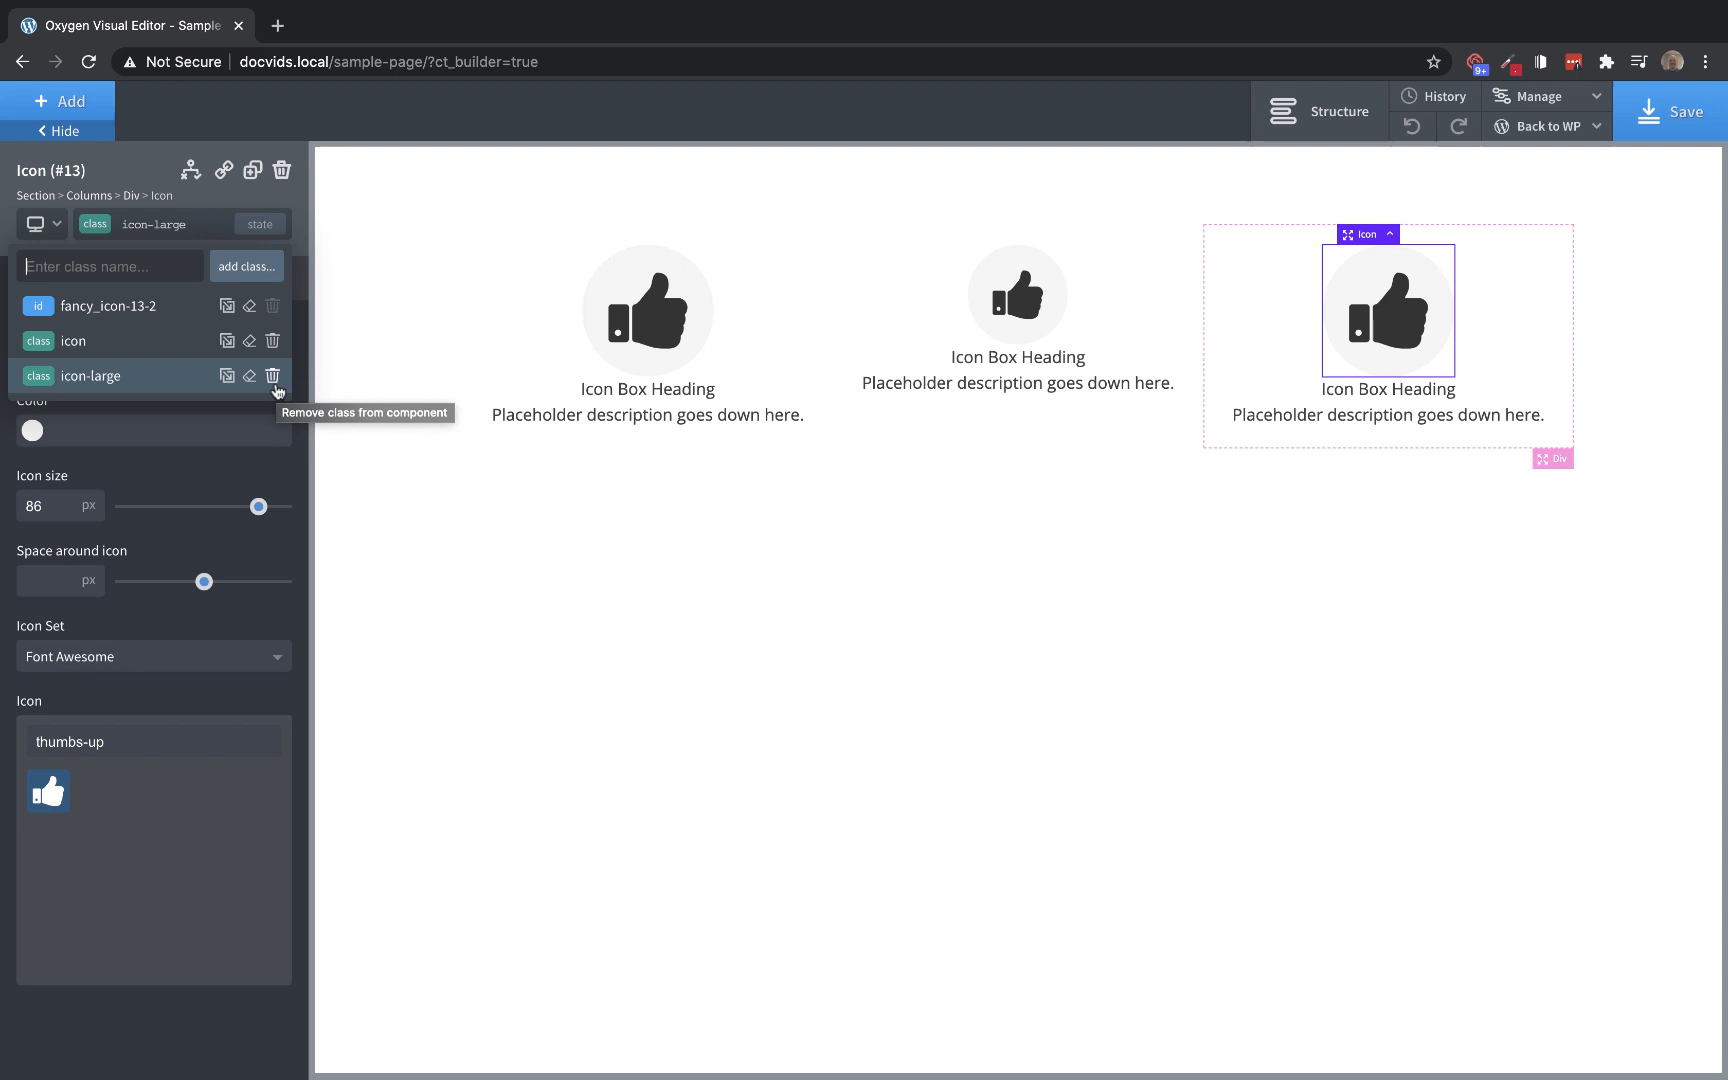 Oxygen Visual Editor - Sample
Not Secure
docvids.local/sample-page/?ct_builder=true
9+
+ Add
Hide
Structure
History
Manage
Back to WP
Save
Icon (#13)
Section > Columns > Div > Icon
class icon-large state
Enter class name... add class...
id fancy_icon-13-2
class icon
class icon-large
Remove class from component
Color
Icon size
86 px
Space around icon
px
Icon Set
Font Awesome
Icon
thumbs-up
Icon Box Heading
Placeholder description goes down here.
Icon Box Heading
Placeholder description goes down here.
Icon
Icon Box Heading
Placeholder description goes down here.
Div